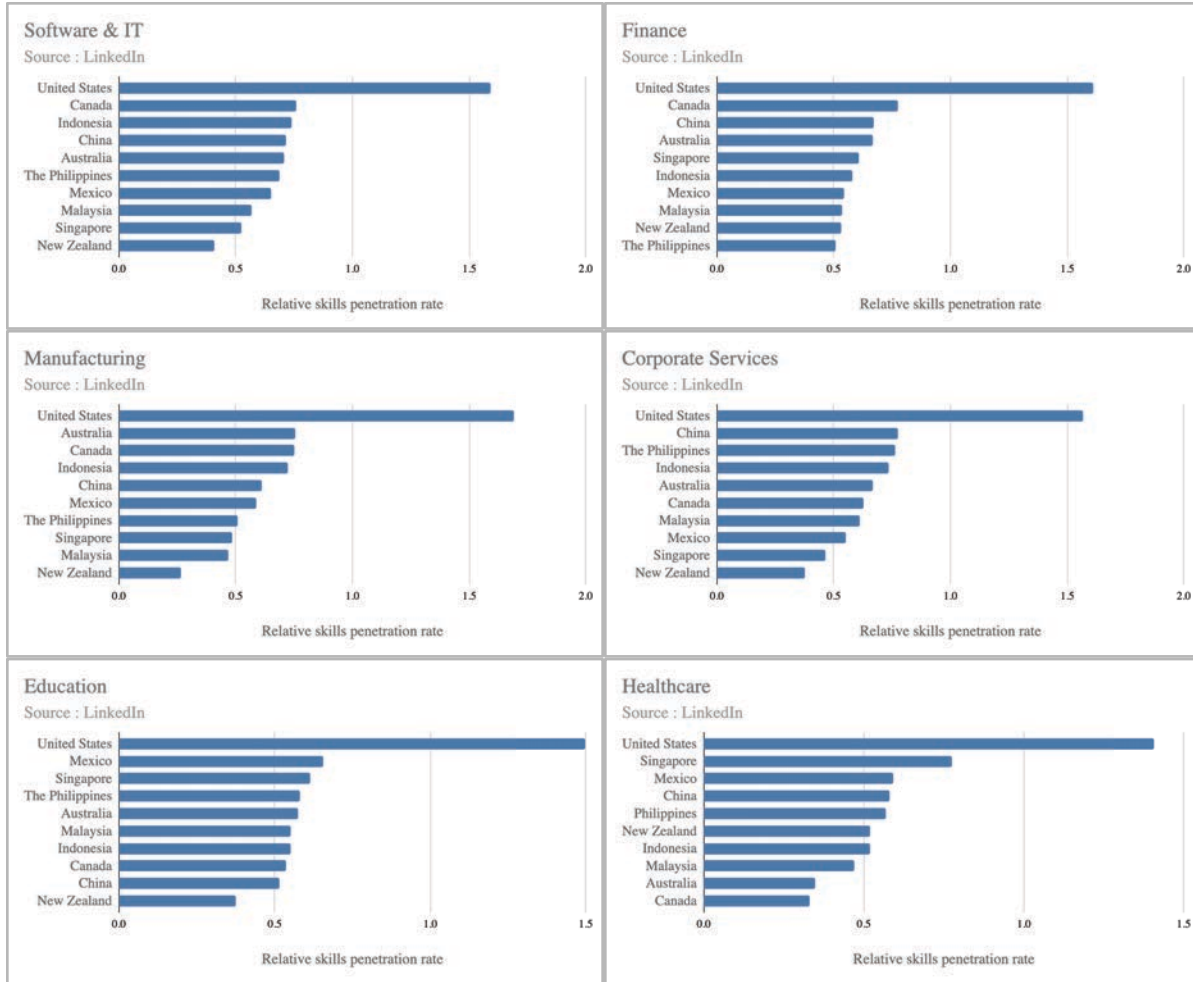 Software & IT
Source : LinkedIn
United States
Canada
Indonesia
China
Australia
The Philippines
Mexico
Malaysia
Singapore
New Zealand
0.0 0.5 1.0 1.5 2.0
Relative skills penetration rate
Finance
Source : LinkedIn
United States
Canada
China
Australia
Singapore
Indonesia
Mexico
Malaysia
New Zealand
The Philippines
0.0 0.5 1.0 1.5 2.0
Relative skills penetration rate
Manufacturing
Source : LinkedIn
United States
Australia
Canada
Indonesia
China
Mexico
The Philippines
Singapore
Malaysia
New Zealand
0.0 0.5 1.0 1.5 2.0
Relative skills penetration rate
Corporate Services
Source : LinkedIn
United States
China
The Philippines
Indonesia
Australia
Canada
Malaysia
Mexico
Singapore
New Zealand
0.0 0.5 1.0 1.5 2.0
Relative skills penetration rate
Education
Source : LinkedIn
United States
Mexico
Singapore
The Philippines
Australia
Malaysia
Indonesia
Canada
China
New Zealand
0.0 0.5 1.0 1.5
Relative skills penetration rate
Healthcare
Source : LinkedIn
United States
Singapore
Mexico
China
Philippines
New Zealand
Indonesia
Malaysia
Australia
Canada
0.0 0.5 1.0 1.5
Relative skills penetration rate